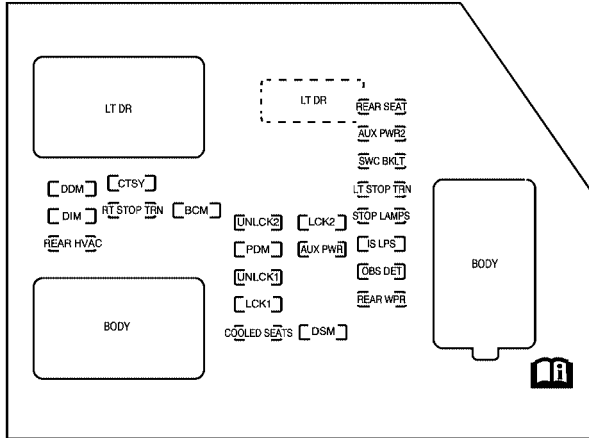 LT DR
LT DR
REAR SEAT
AUX PWR2
SWC BKLT
DDM
CTSY
LT STOP TRN
DIM
RT STOP TRN
BCM
UNLCK2
LCK2
STOP LAMPS
REAR HVAC
PDM
AUX PWR
IS LPS
BODY
UNLCK1
OBS DET
LCK1
REAR WPR
BODY
COOLED SEATS
DSM
i